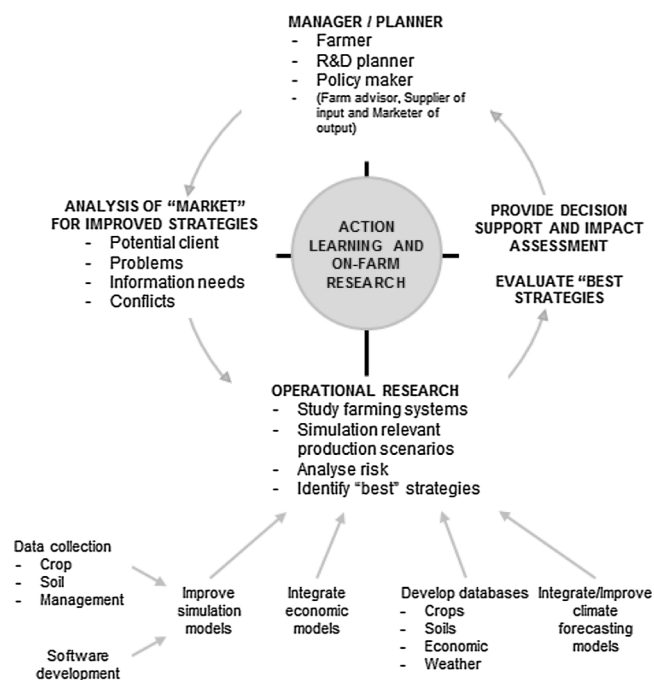 MANAGER / PLANNER
- Farmer
- R&D planner
- Policy maker
- (Farm advisor, Supplier of
input and Marketer of
output)
ANALYSIS OF “MARKET”
FOR IMPROVED STRATEGIES
- Potential client
- Problems
- Information needs
- Conflicts
ACTION
LEARNING AND
ON-FARM
RESEARCH
PROVIDE DECISION
SUPPORT AND IMPACT
ASSESSMENT
EVALUATE “BEST
STRATEGIES
OPERATIONAL RESEARCH
- Study farming systems
- Simulation relevant
production scenarios
- Analyse risk
- Identify “best” strategies
Data collection
- Crop
- Soil
- Management
Software
development
Improve
simulation
models
Integrate
economic
models
Develop databases
- Crops
- Soils
- Economic
- Weather
Integrate/Improve
climate
forecasting
models